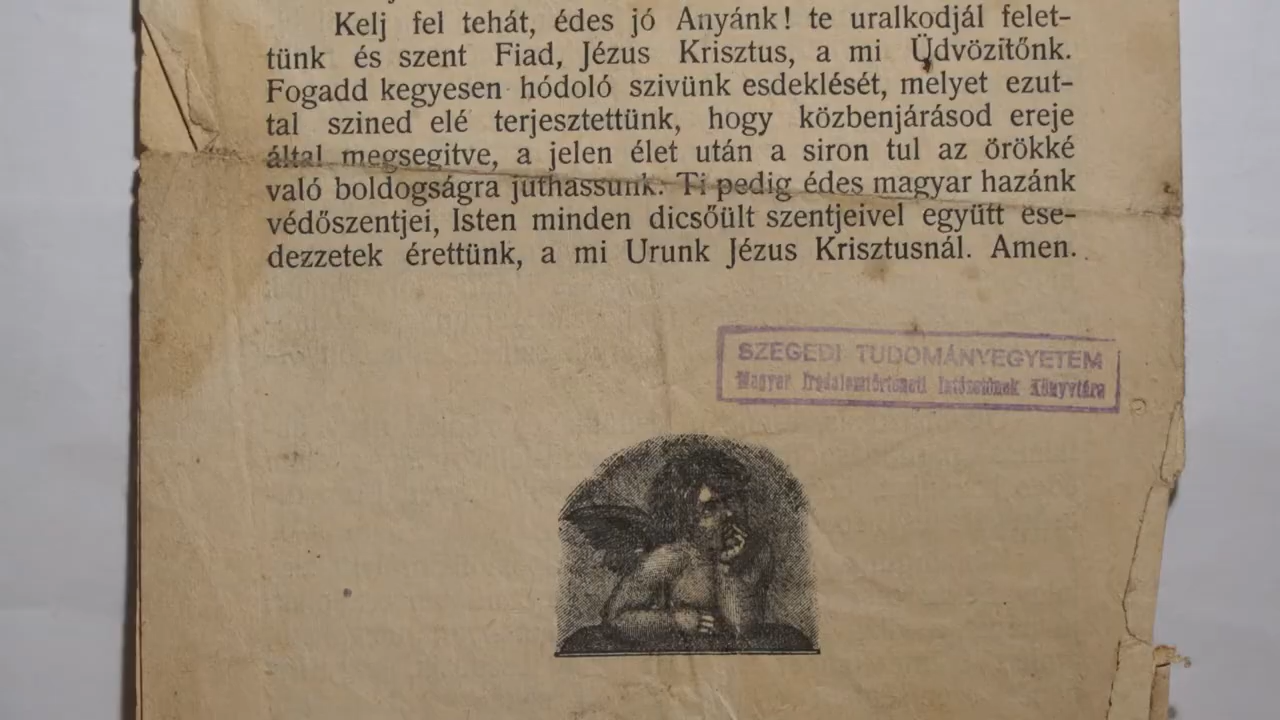 Kelj fel tehát, édes jó Anyánk! te uralkodjál felet-
tünk és szent Fiad, Jézus Krisztus, a mi Üdvözitőnk.
Fogadd kegyesen hódoló szivünk esdeklését, melyet ezut-
tal szined elé terjesztettünk, hogy közbenjárásod ereje
által megsegitve, a jelen élet után a siron tul az örökké
való boldogságra juthassunk. Ti pedig édes magyar hazánk
védőszentjei, Isten minden dicsőült szentjeivel együtt ese-
dezzetek érettünk, a mi Urunk Jézus Krisztusnál. Amen.
SZEGEDI TUDOMÁNYEGYETEM
Magyar Irodalomtörténeti Intézetének Könyvtára